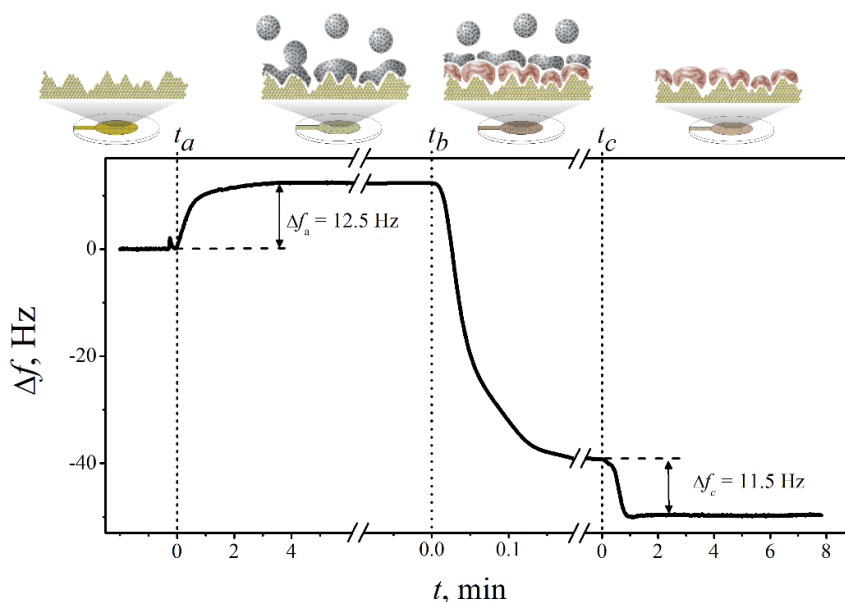 t_a
t_b
t_c
Δf_a = 12.5 Hz
Δf_c = 11.5 Hz
0
-20
-40
Δf, Hz
0 2 4 0.0 0.1 0 2 4 6 8
t, min